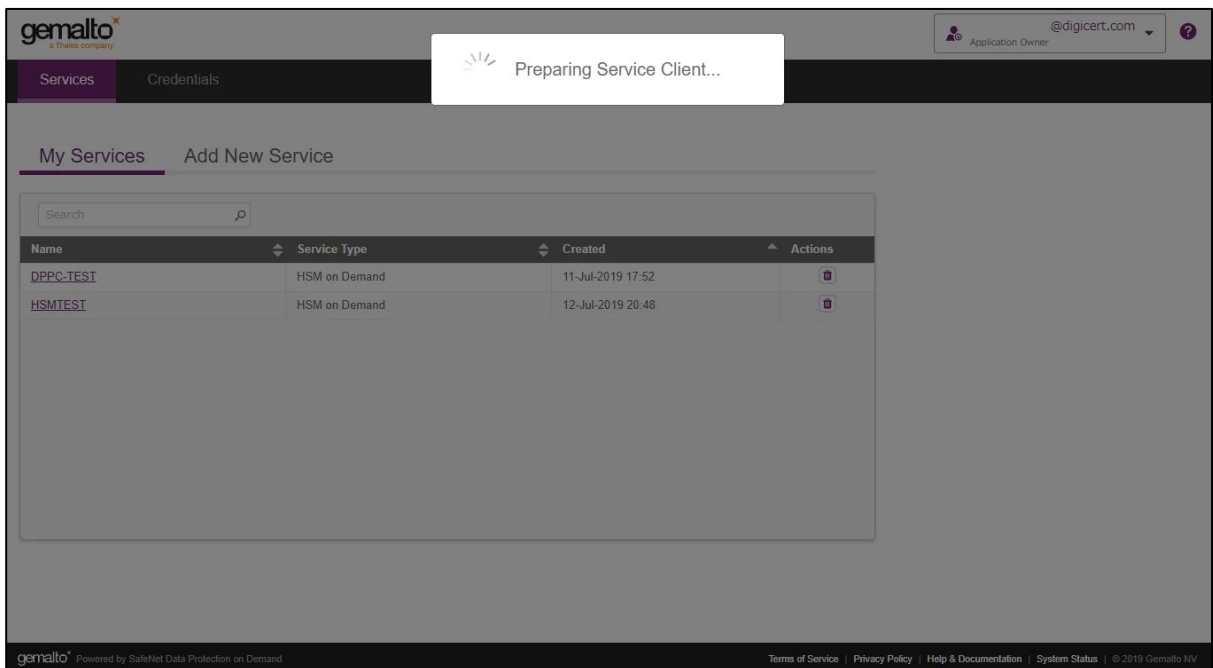 gemalto
a Thales company
@digicert.com
Application Owner
?
Preparing Service Client...
Services Credentials
My Services Add New Service
Search
Name Service Type Created Actions
DPPC-TEST HSM on Demand 11-Jul-2019 17:52
HSMTEST HSM on Demand 12-Jul-2019 20:48
gemalto Powered by SafeNet Data Protection on Demand
Terms of Service | Privacy Policy | Help & Documentation | System Status | © 2019 Gemalto NV